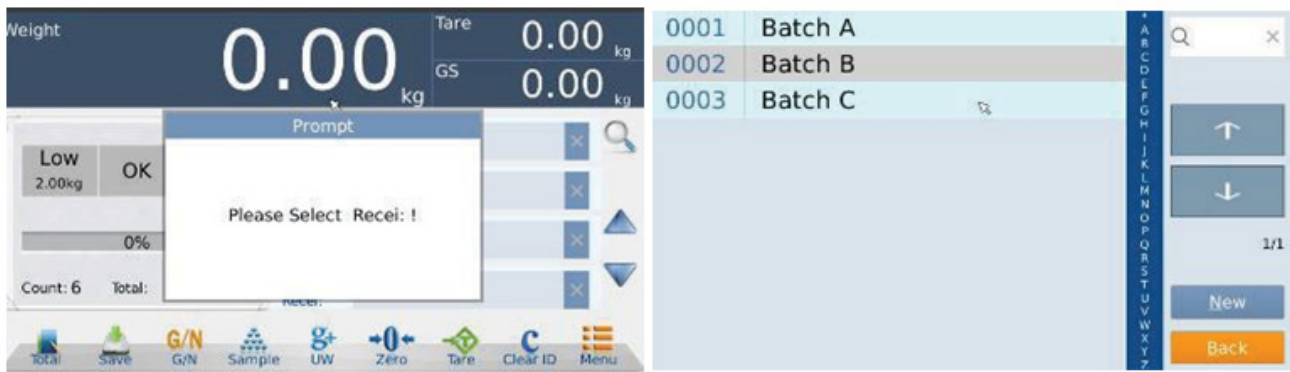 Weight
0.00 kg
Tare
0.00 kg
GS
0.00 kg
Prompt
Please Select Recei: !
Low
2.00kg
OK
0%
Count: 6
Total:
Recei:
Total
Save
G/N
G/N
Sample
g+
UW
→0←
Zero
T
Tare
C
Clear ID
Menu
0001 Batch A
0002 Batch B
0003 Batch C
*
A
B
C
D
E
F
G
H
I
J
K
L
M
N
O
P
Q
R
S
T
U
V
W
X
Y
Z
1/1
New
Back